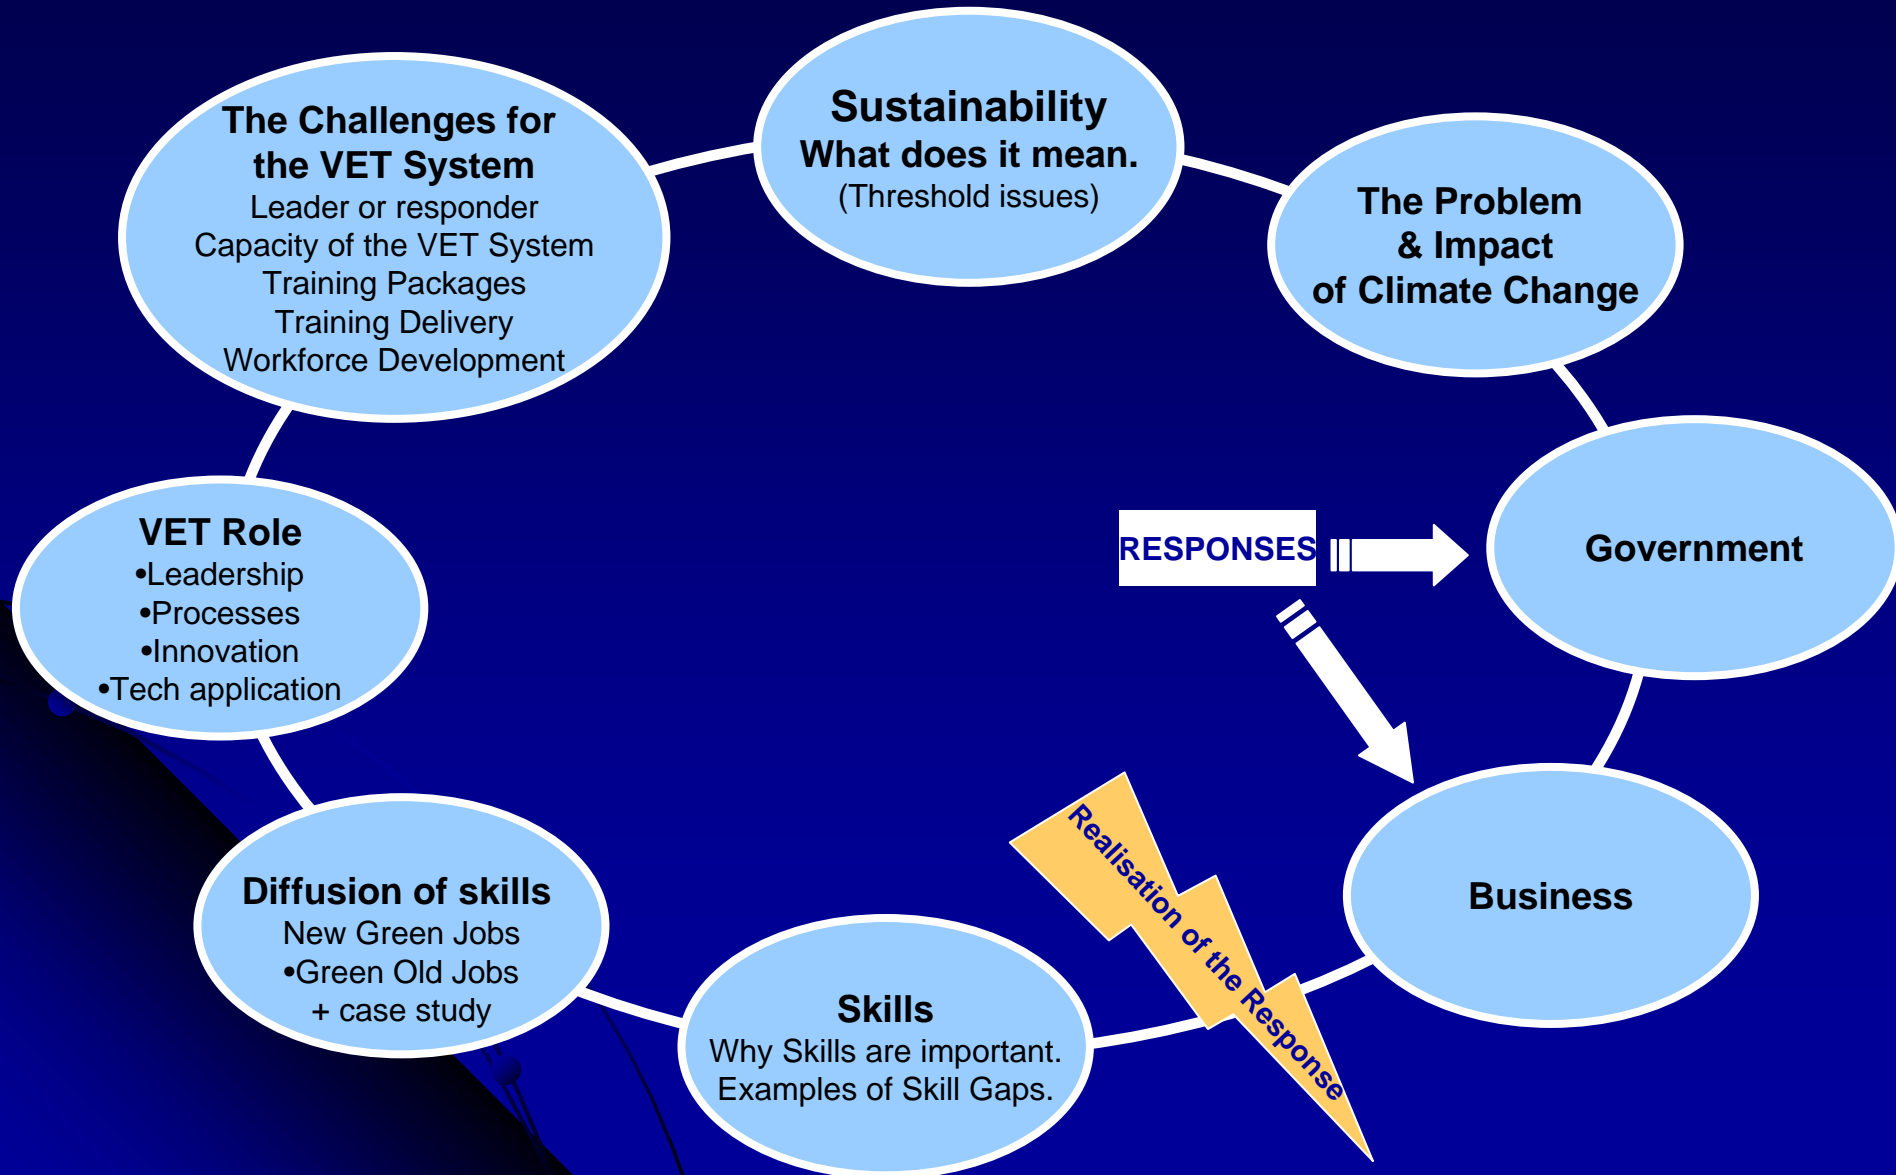 Sustainability
What does it mean.
(Threshold issues)
The Problem
& Impact
of Climate Change
Government
RESPONSES
Business
Realisation of the Response
Skills
Why Skills are important.
Examples of Skill Gaps.
Diffusion of skills
New Green Jobs
•Green Old Jobs
+ case study
VET Role
•Leadership
•Processes
•Innovation
•Tech application
The Challenges for
the VET System
Leader or responder
Capacity of the VET System
Training Packages
Training Delivery
Workforce Development